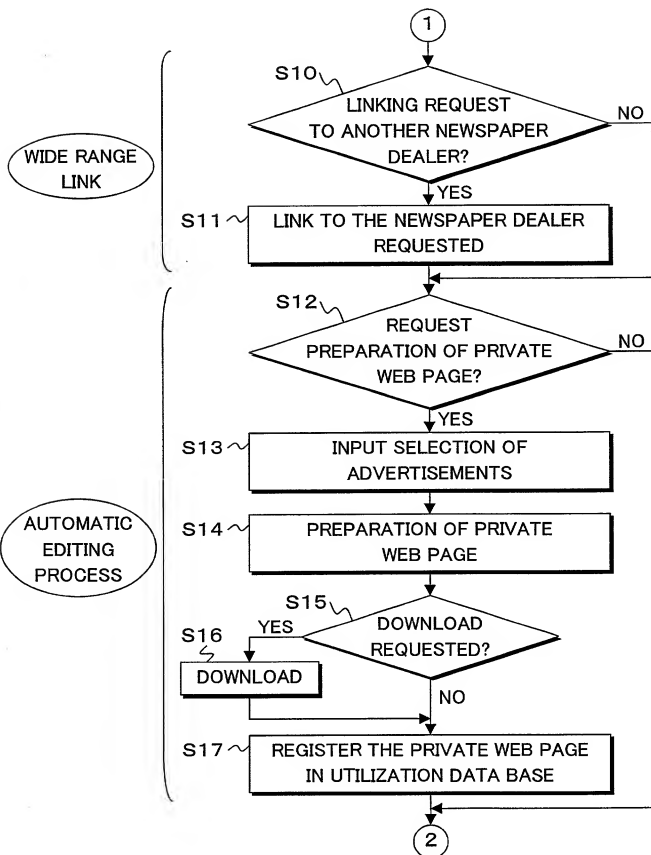 1
S10
LINKING REQUEST
TO ANOTHER NEWSPAPER
DEALER?
NO
WIDE RANGE
LINK
YES
S11
LINK TO THE NEWSPAPER DEALER
REQUESTED
S12
REQUEST
PREPARATION OF PRIVATE
WEB PAGE?
NO
YES
S13
INPUT SELECTION OF
ADVERTISEMENTS
AUTOMATIC
EDITING
PROCESS
S14
PREPARATION OF PRIVATE
WEB PAGE
S15
DOWNLOAD
REQUESTED?
YES
S16
DOWNLOAD
NO
S17
REGISTER THE PRIVATE WEB PAGE
IN UTILIZATION DATA BASE
2